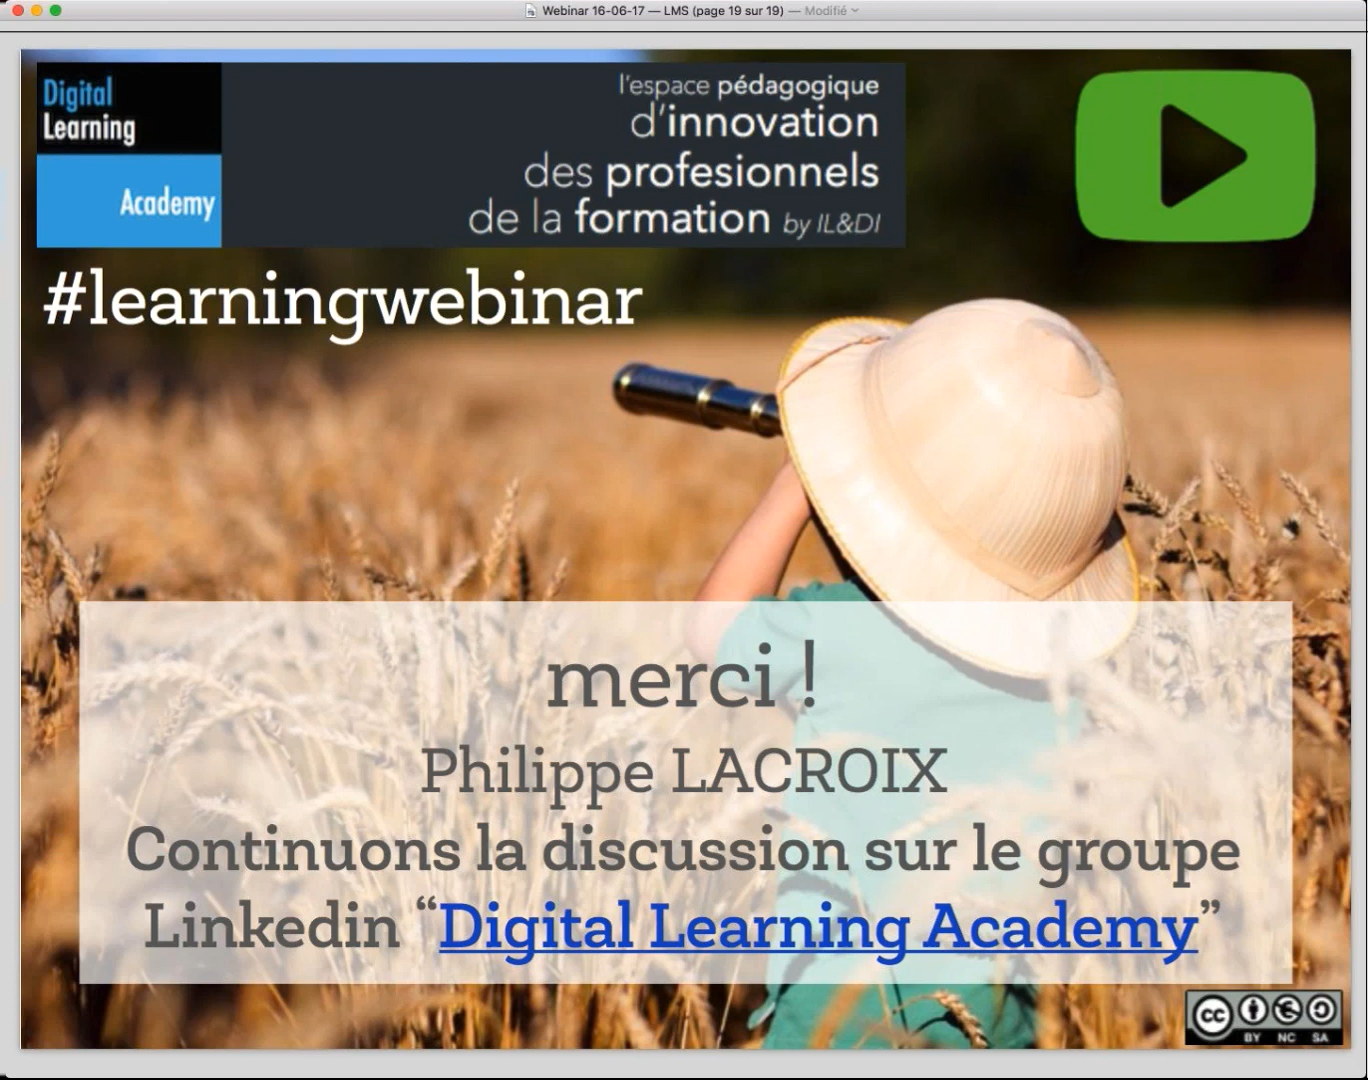 Webinar 16-06-17 — LMS (page 19 sur 19) — Modifié
Digital
Learning
Academy
l'espace pédagogique
d'innovation
des profesionnels
de la formation by IL&DI
#learningwebinar
merci !
Philippe LACROIX
Continuons la discussion sur le groupe
Linkedin “Digital Learning Academy”
cc
BY NC SA